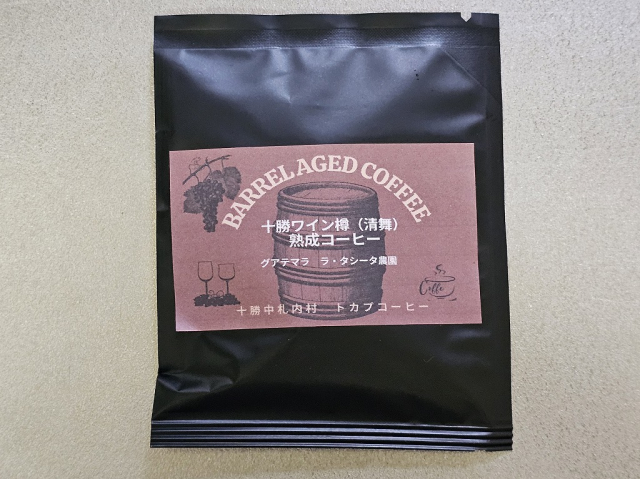 BARREL AGED COFFEE
十勝ワイン樽（清舞）
熟成コーヒー
グアテマラ　ラ・タシータ農園
Coffee
十勝中札内村　トカプコーヒー